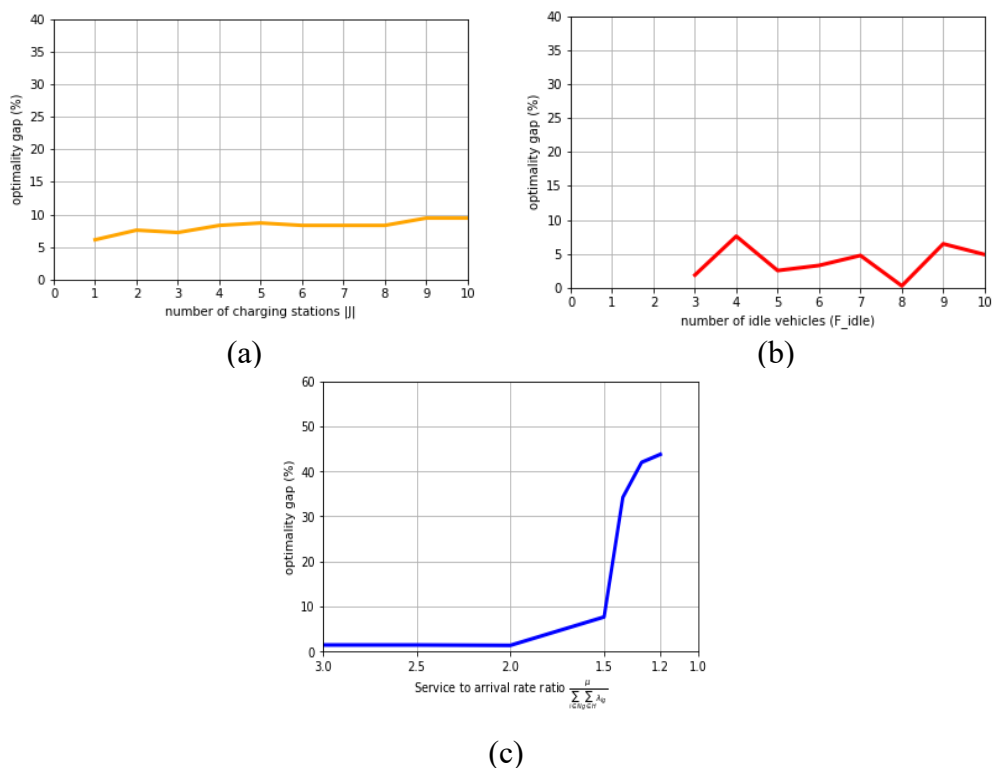 40
35
30
25
20
15
10
5
0
optimality gap (%)
0 1 2 3 4 5 6 7 8 9 10
number of charging stations |J|
(a)
40
35
30
25
20
15
10
5
0
optimality gap (%)
0 1 2 3 4 5 6 7 8 9 10
number of idle vehicles (F_idle)
(b)
60
50
40
30
20
10
0
optimality gap (%)
3.0 2.5 2.0 1.5 1.2 1.0
Service to arrival rate ratio μ
(c)